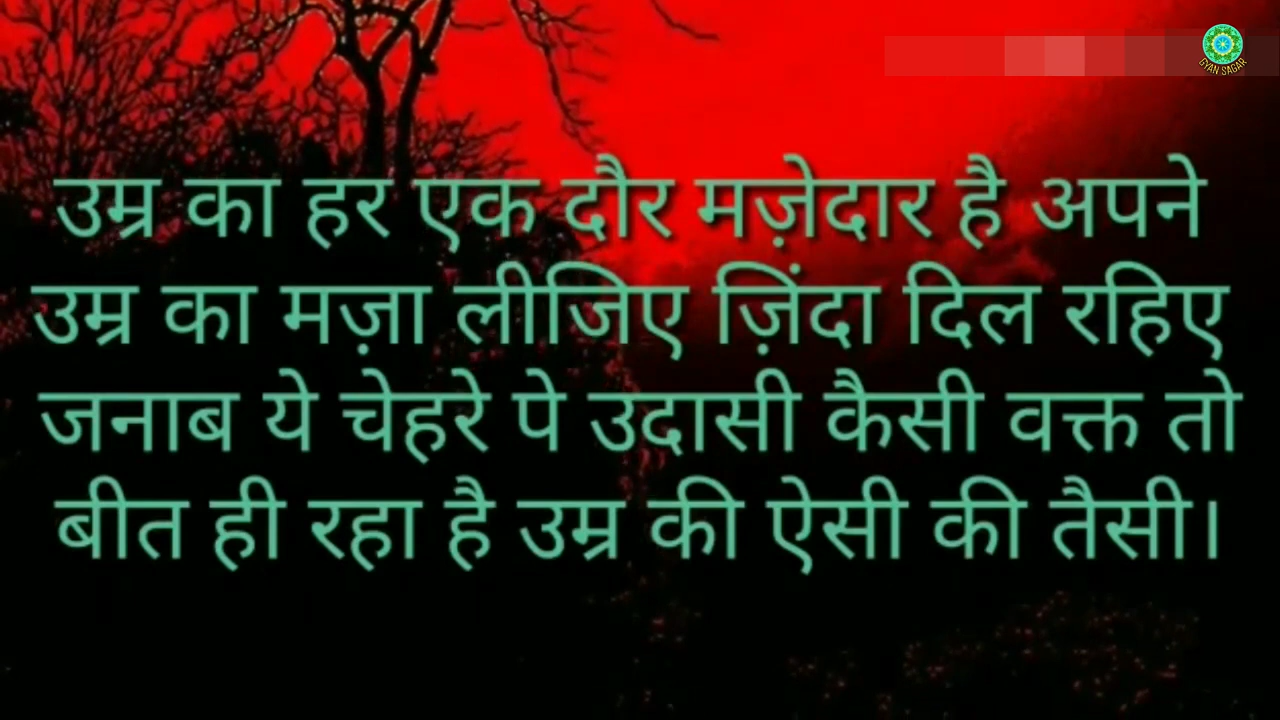 GYAN SAGAR
उम्र का हर एक दौर मज़ेदार है अपने
उम्र का मज़ा लीजिए ज़िंदा दिल रहिए
जनाब ये चेहरे पे उदासी कैसी वक्त तो
बीत ही रहा है उम्र की ऐसी की तैसी।